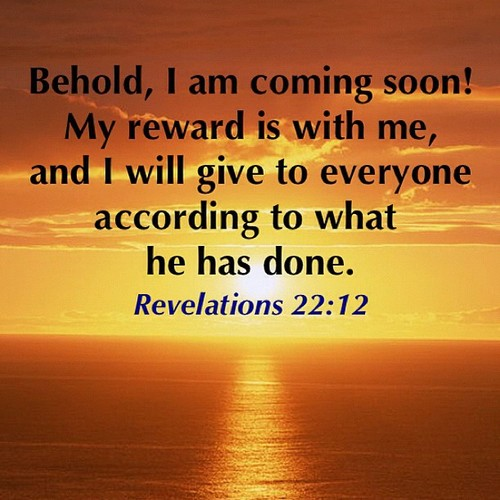 Behold, I am coming soon!
My reward is with me,
and I will give to everyone
according to what
he has done.
Revelations 22:12